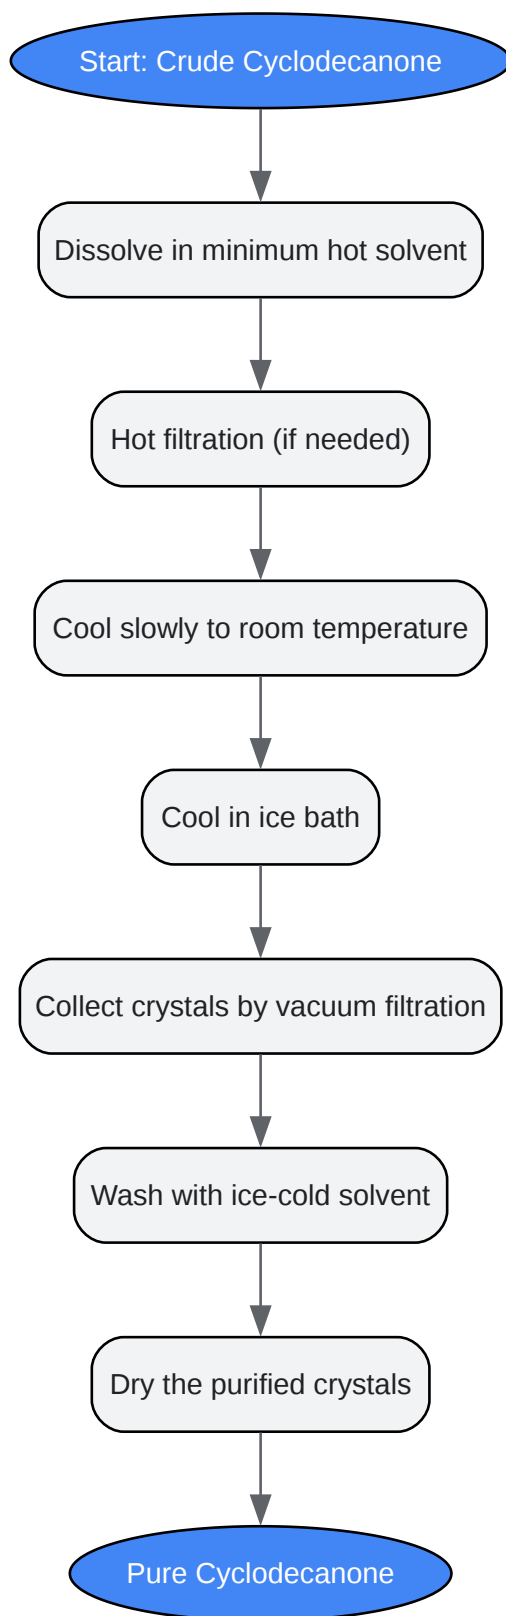 Start: Crude Cyclodecanone
Dissolve in minimum hot solvent
Hot filtration (if needed)
Cool slowly to room temperature
Cool in ice bath
Collect crystals by vacuum filtration
Wash with ice-cold solvent
Dry the purified crystals
Pure Cyclodecanone